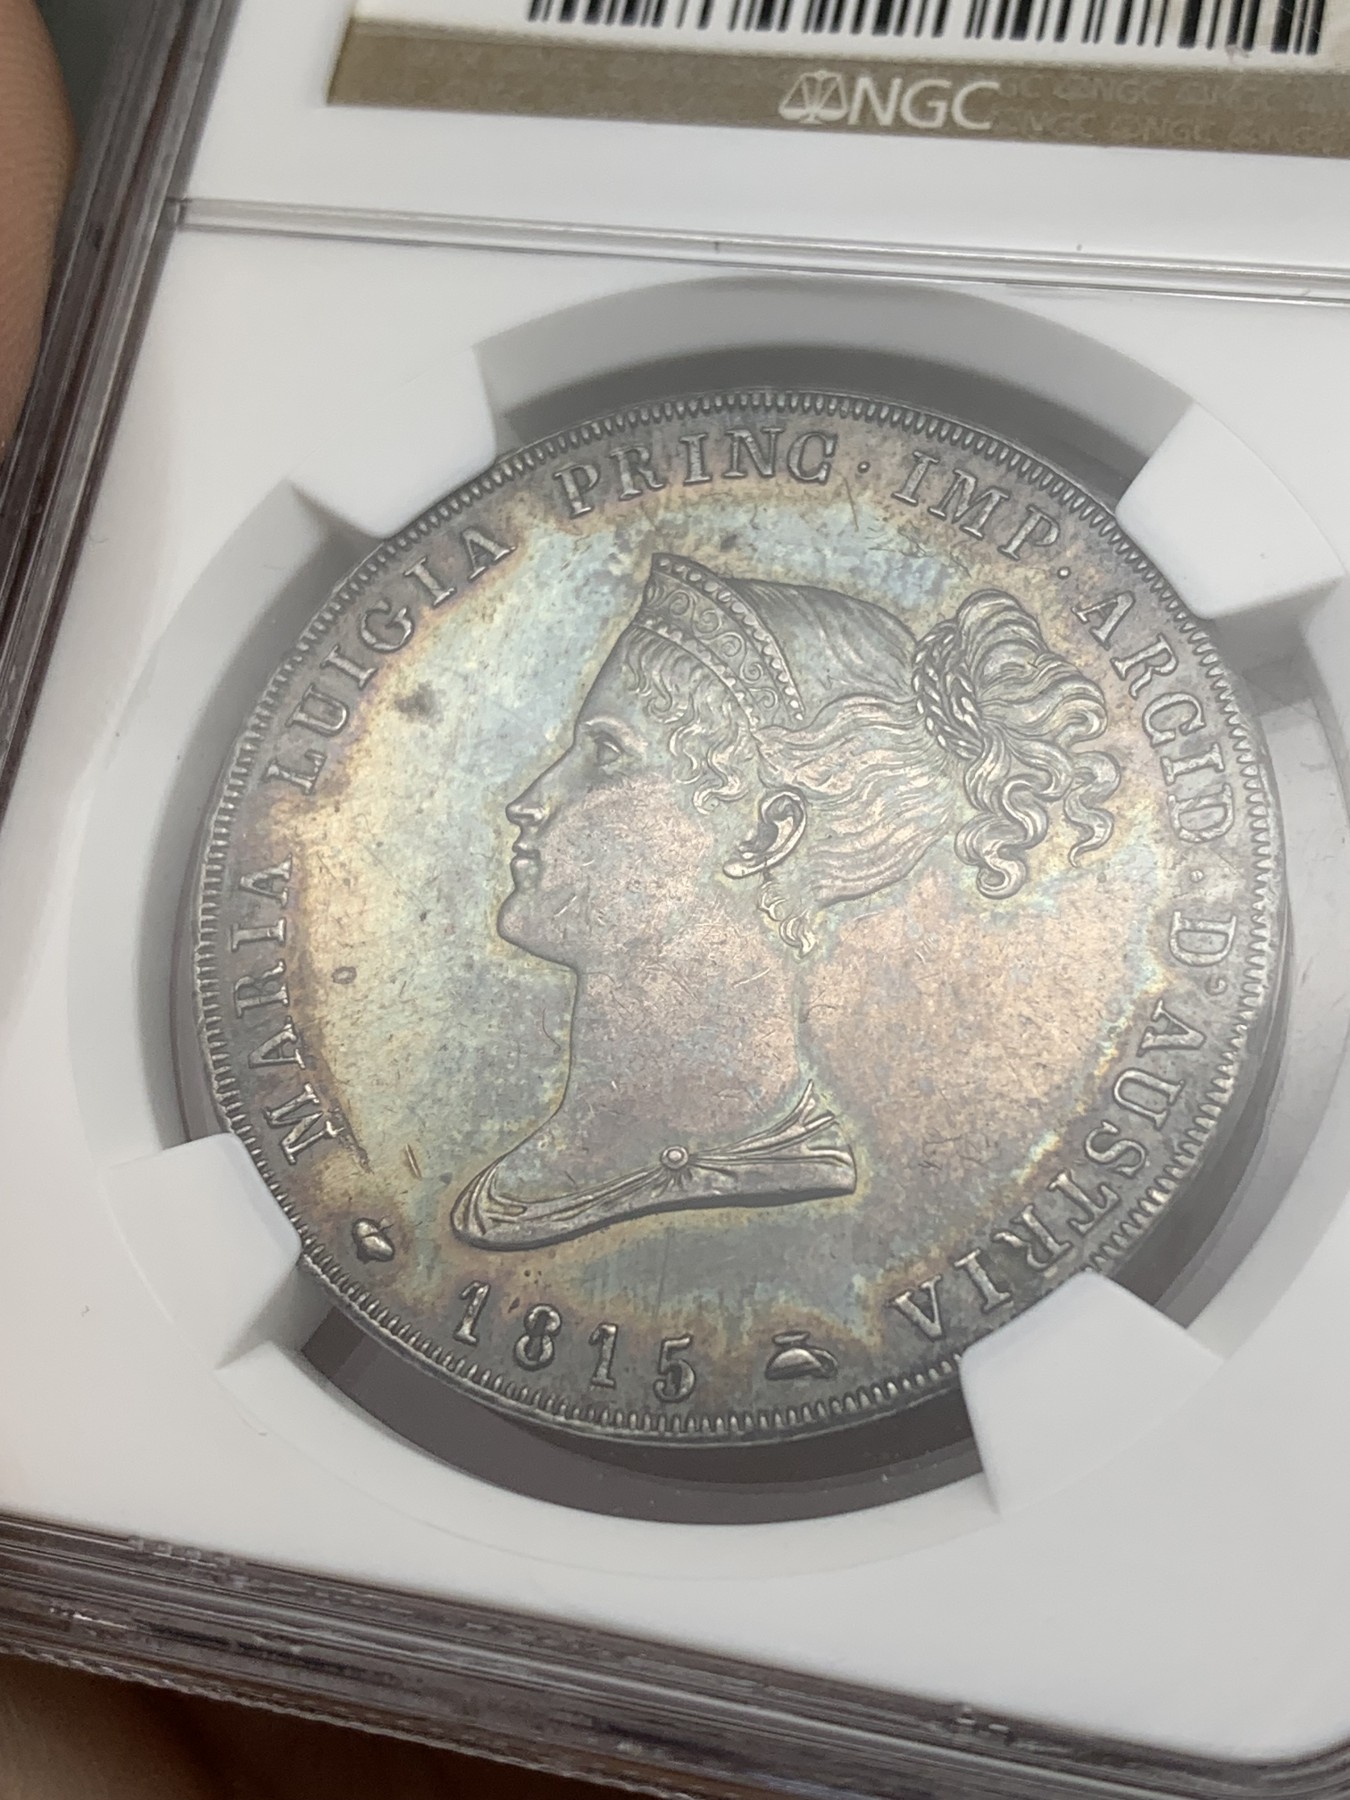 NGC
MARIA LUIGIA PRINC · IMP · ARCID · D AUSTRIA
G
1815